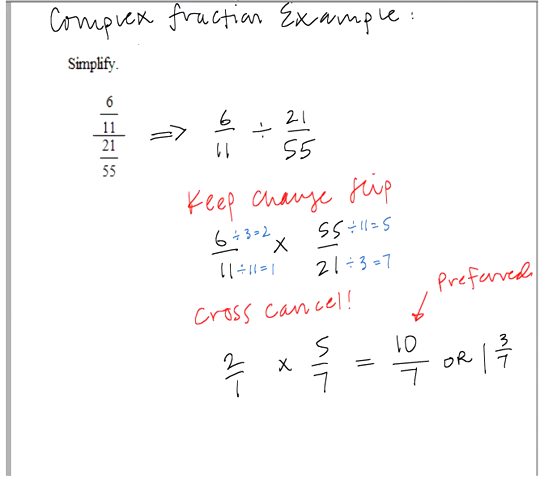 Complex fraction Example:
Simplify.
6
11
21
55
⇒ 6/11 ÷ 21/55
Keep change flip
6 ÷3=2 × 55 ÷11=5
11 ÷11=1 21 ÷3=7
Cross cancel!
Preferred
2/1 × 5/7 = 10/7 OR 1 3/7